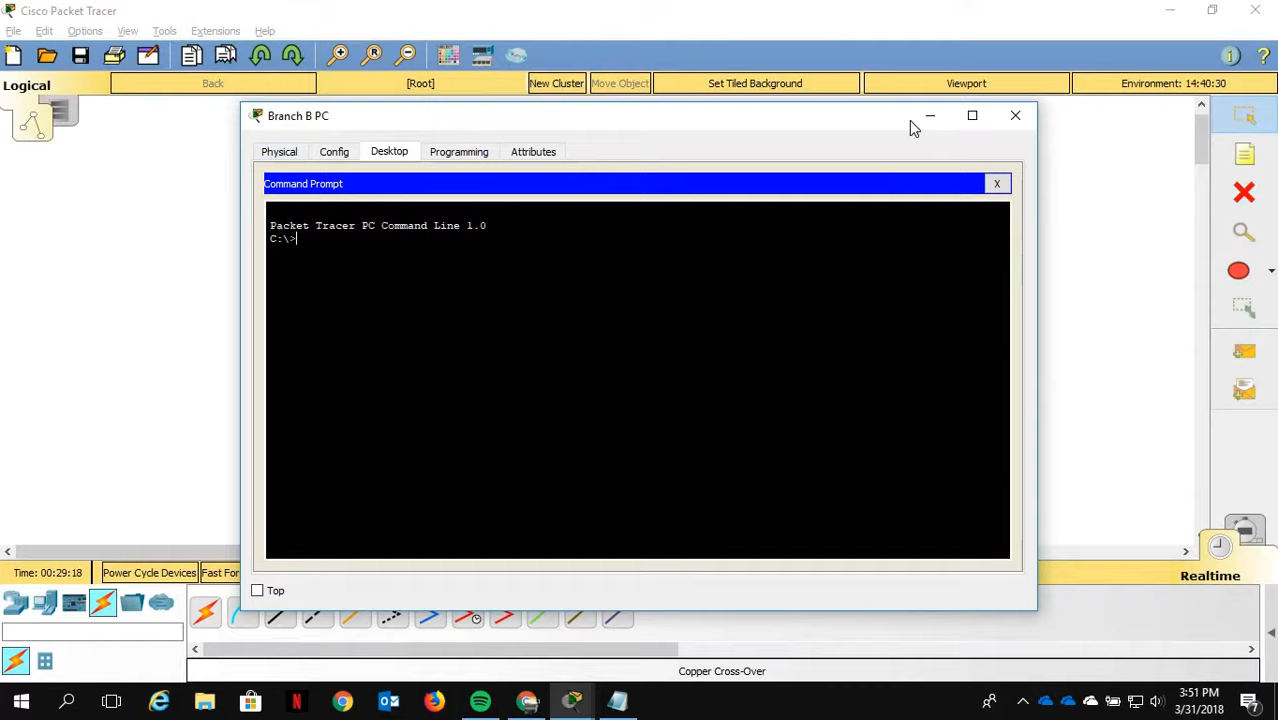 Cisco Packet Tracer
File Edit Options View Tools Extensions Help
Logical Back [Root] New Cluster Move Object Set Tiled Background Viewport Environment: 14:40:30
Branch B PC
Physical Config Desktop Programming Attributes
Command Prompt X
Packet Tracer PC Command Line 1.0
C:\>
Time: 00:29:18 Power Cycle Devices Fast For
Realtime
Top
Copper Cross-Over
3:51 PM
3/31/2018
7